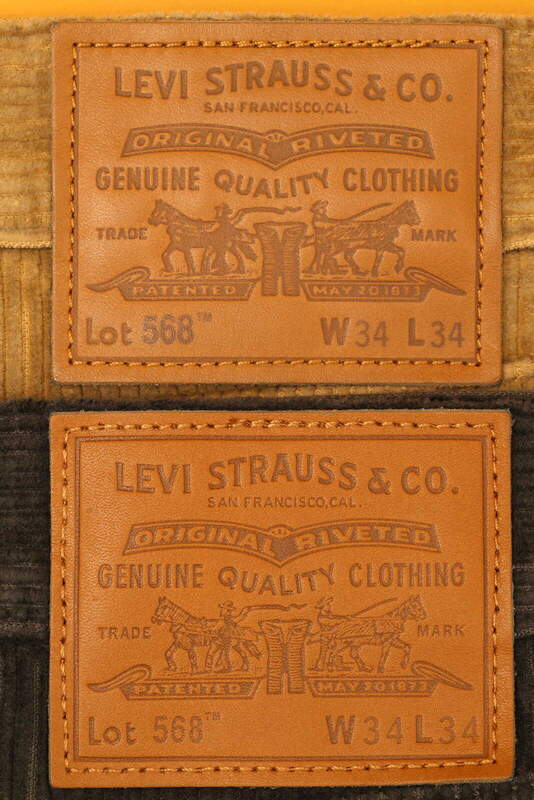 LEVI STRAUSS & CO.
SAN FRANCISCO, CAL.
ORIGINAL RIVETED
GENUINE QUALITY CLOTHING
TRADE MARK
PATENTED MAY 20 1873
Lot 568™ W34 L34
LEVI STRAUSS & CO.
SAN FRANCISCO, CAL.
ORIGINAL RIVETED
GENUINE QUALITY CLOTHING
TRADE MARK
PATENTED MAY 20 1873
Lot 568™ W34 L34